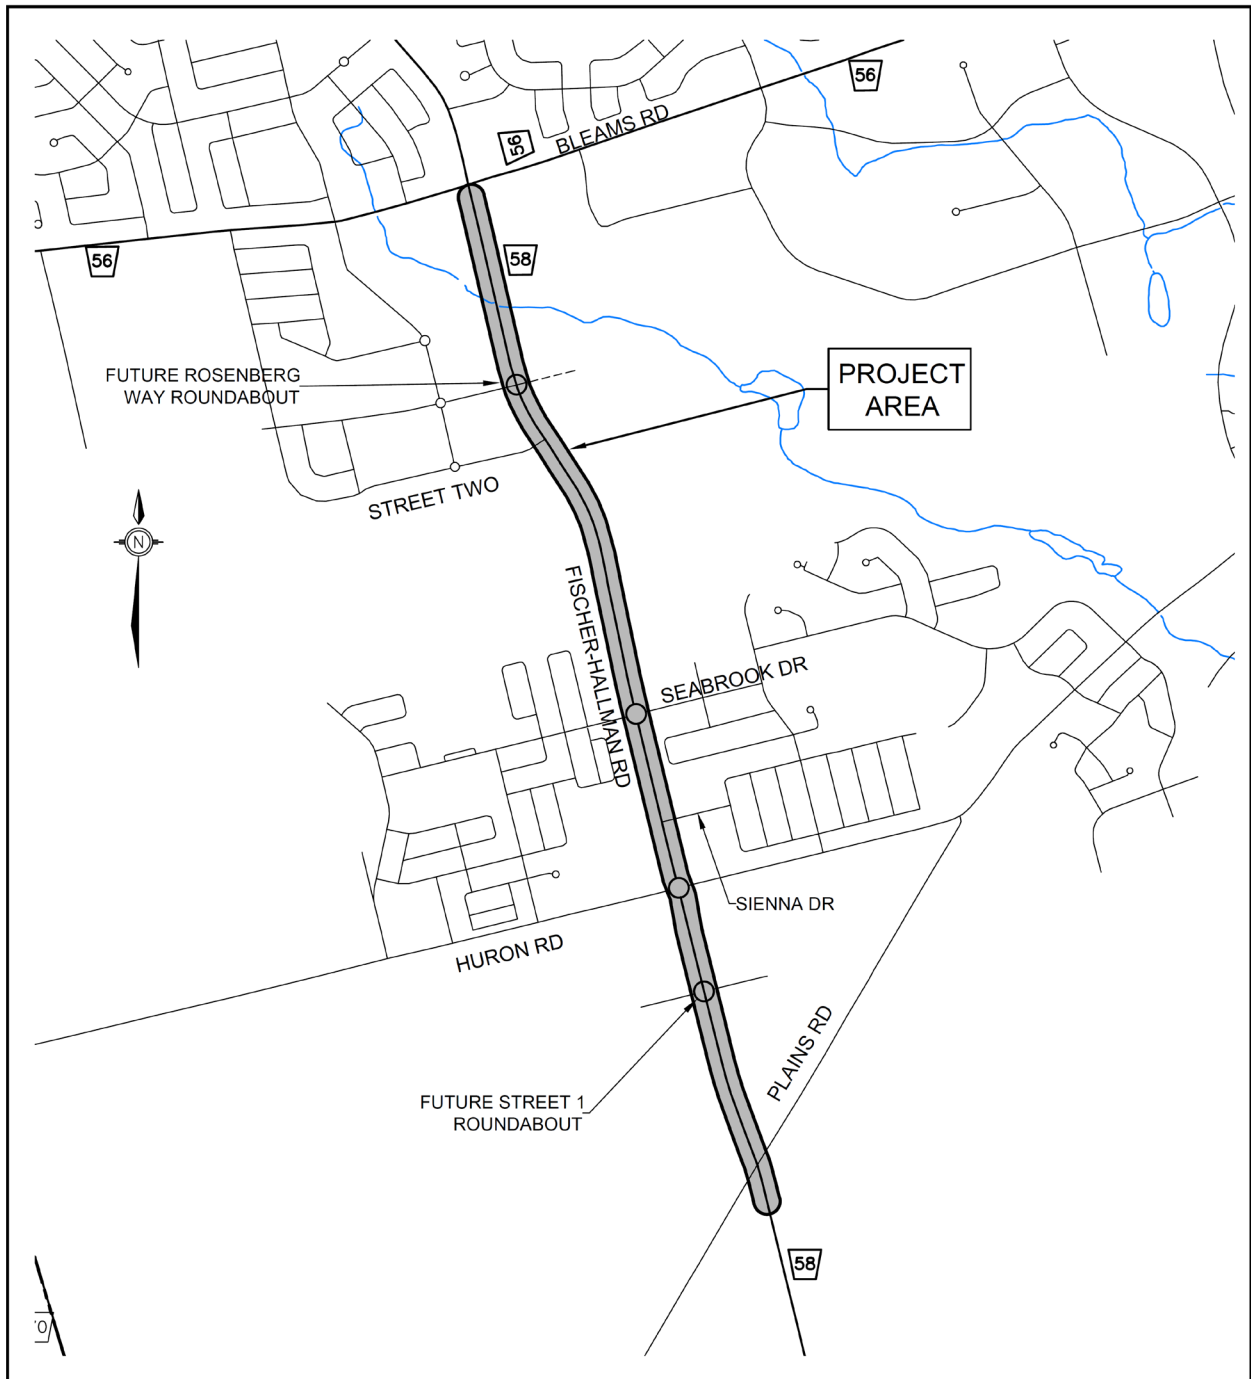 56
56
BLEAMS RD
56
58
FUTURE ROSENBERG
WAY ROUNDABOUT
PROJECT
AREA
STREET TWO
N
FISCHER-HALLMAN RD
SEABROOK DR
SIENNA DR
HURON RD
PLAINS RD
FUTURE STREET 1
ROUNDABOUT
58